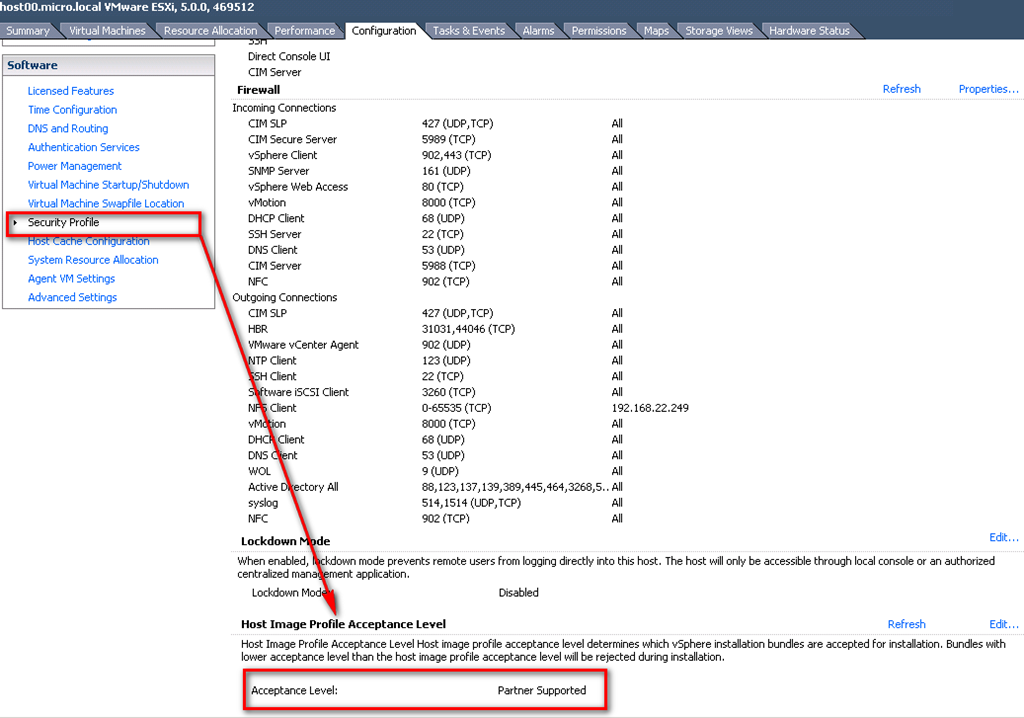 host00.micro.local VMware ESXi, 5.0.0, 469512
Summary Virtual Machines Resource Allocation Performance Configuration Tasks & Events Alarms Permissions Maps Storage Views Hardware Status
Software
Licensed Features
Time Configuration
DNS and Routing
Authentication Services
Power Management
Virtual Machine Startup/Shutdown
Virtual Machine Swapfile Location
Security Profile
Host Cache Configuration
System Resource Allocation
Agent VM Settings
Advanced Settings
SSH
Direct Console UI
CIM Server
Firewall Refresh Properties...
Incoming Connections
CIM SLP 427 (UDP,TCP) All
CIM Secure Server 5989 (TCP) All
vSphere Client 902,443 (TCP) All
SNMP Server 161 (UDP) All
vSphere Web Access 80 (TCP) All
vMotion 8000 (TCP) All
DHCP Client 68 (UDP) All
SSH Server 22 (TCP) All
DNS Client 53 (UDP) All
CIM Server 5988 (TCP) All
NFC 902 (TCP) All
Outgoing Connections
CIM SLP 427 (UDP,TCP) All
HBR 31031,44046 (TCP) All
VMware vCenter Agent 902 (UDP) All
NTP Client 123 (UDP) All
SSH Client 22 (TCP) All
Software iSCSI Client 3260 (TCP) All
NFS Client 0-65535 (TCP) 192.168.22.249
vMotion 8000 (TCP) All
DHCP Client 68 (UDP) All
DNS Client 53 (UDP) All
WOL 9 (UDP) All
Active Directory All 88,123,137,139,389,445,464,3268,5... All
syslog 514,1514 (UDP,TCP) All
NFC 902 (TCP) All
Lockdown Mode Edit...
When enabled, lockdown mode prevents remote users from logging directly into this host. The host will only be accessible through local console or an authorized
centralized management application.
Lockdown Mode: Disabled
Host Image Profile Acceptance Level Refresh Edit...
Host Image Profile Acceptance Level Host image profile acceptance level determines which vSphere installation bundles are accepted for installation. Bundles with
lower acceptance level than the host image profile acceptance level will be rejected during installation.
Acceptance Level: Partner Supported